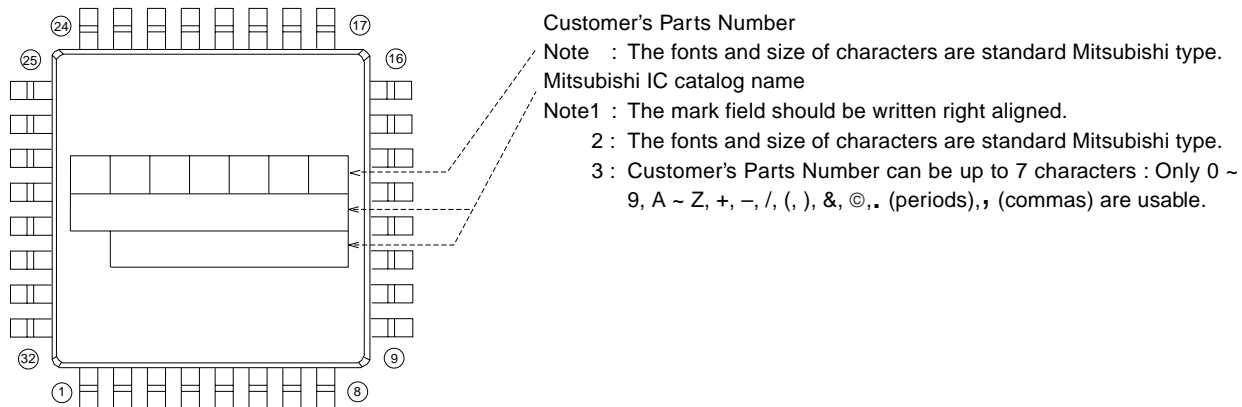 24
17
25
16
32
9
1
8
Customer's Parts Number
Note : The fonts and size of characters are standard Mitsubishi type.
Mitsubishi IC catalog name
Note1 : The mark field should be written right aligned.
2 : The fonts and size of characters are standard Mitsubishi type.
3 : Customer's Parts Number can be up to 7 characters : Only 0 ~
9, A ~ Z, +, –, /, (, ), &, ©,. (periods),, (commas) are usable.